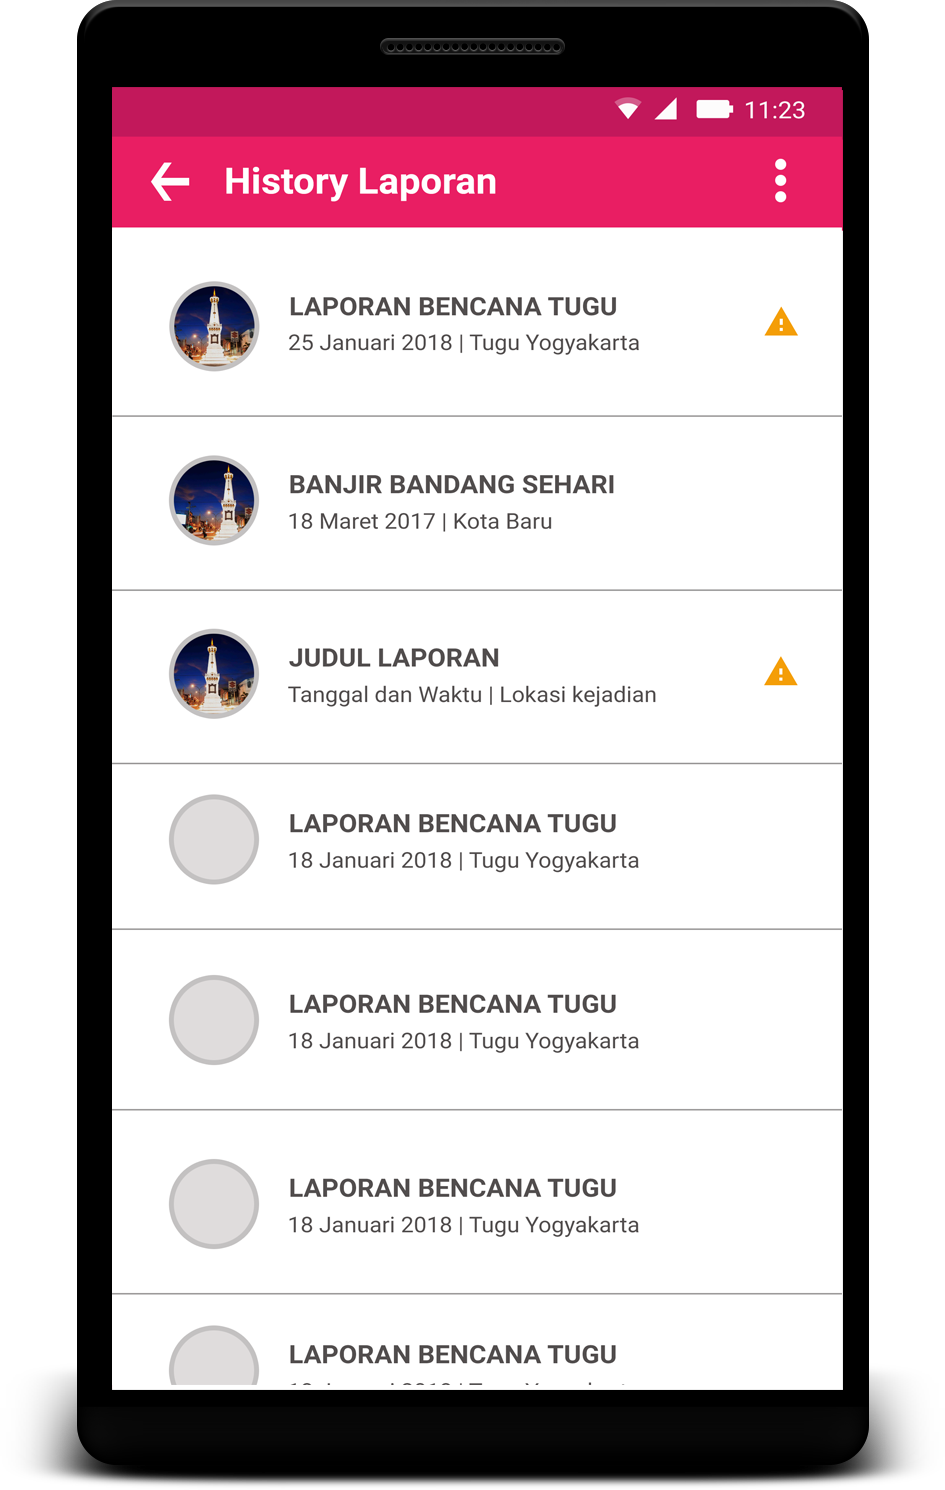 11:23
History Laporan
LAPORAN BENCANA TUGU
25 Januari 2018 | Tugu Yogyakarta
BANJIR BANDANG SEHARI
18 Maret 2017 | Kota Baru
JUDUL LAPORAN
Tanggal dan Waktu | Lokasi kejadian
LAPORAN BENCANA TUGU
18 Januari 2018 | Tugu Yogyakarta
LAPORAN BENCANA TUGU
18 Januari 2018 | Tugu Yogyakarta
LAPORAN BENCANA TUGU
18 Januari 2018 | Tugu Yogyakarta
LAPORAN BENCANA TUGU